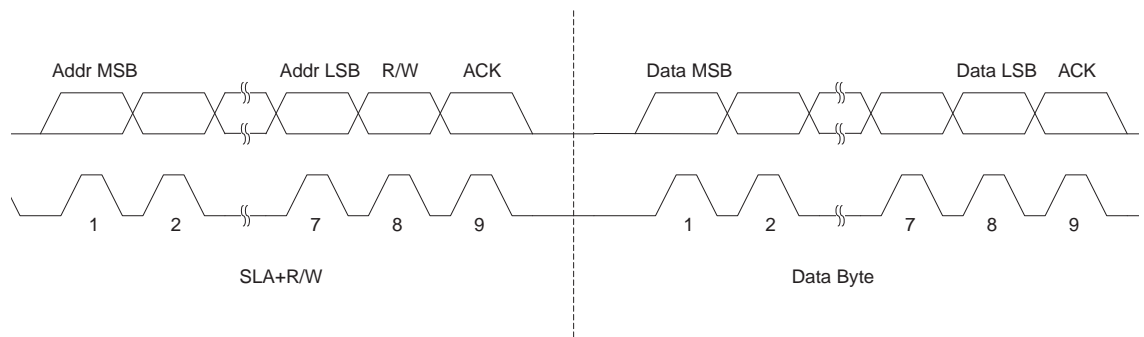 Addr MSB Addr LSB R/W ACK Data MSB Data LSB ACK
1 2 7 8 9 1 2 7 8 9
SLA+R/W Data Byte